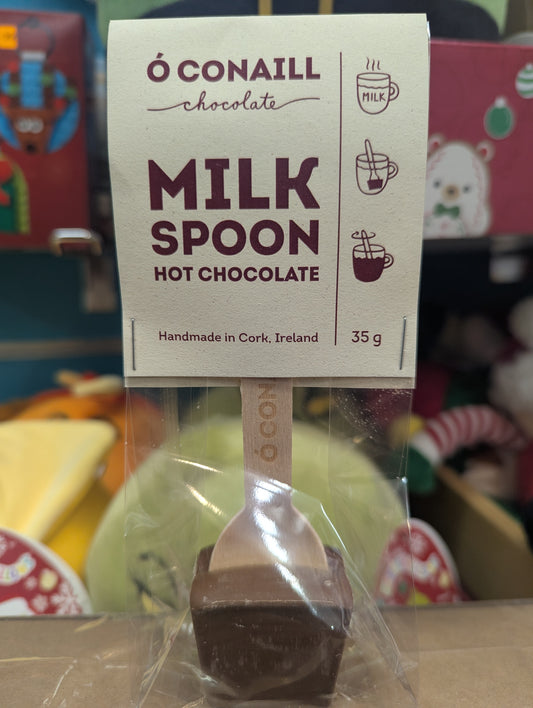 Ó CONAILL
chocolate
MILK
SPOON
HOT CHOCOLATE
Handmade in Cork, Ireland
MILK
35 g
Ó CON